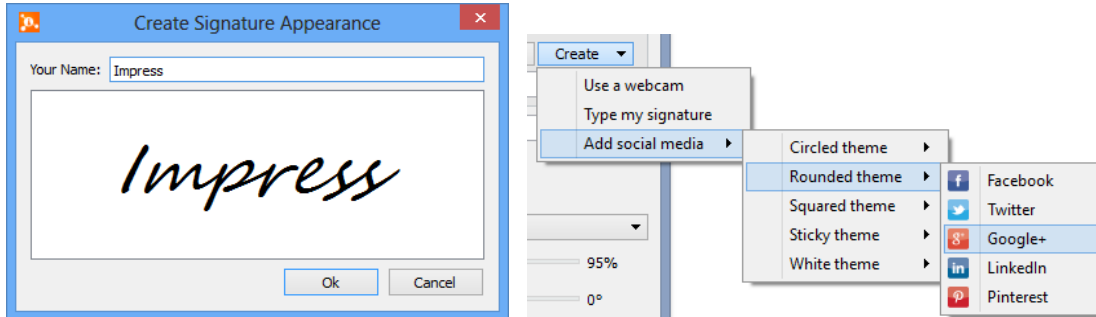 Create Signature Appearance
Your Name: Impress
Impress
Ok Cancel
Create
Use a webcam
Type my signature
Add social media
Circled theme
Rounded theme
Squared theme
Sticky theme
White theme
f Facebook
Twitter
g+ Google+
in LinkedIn
Pinterest
95%
0°